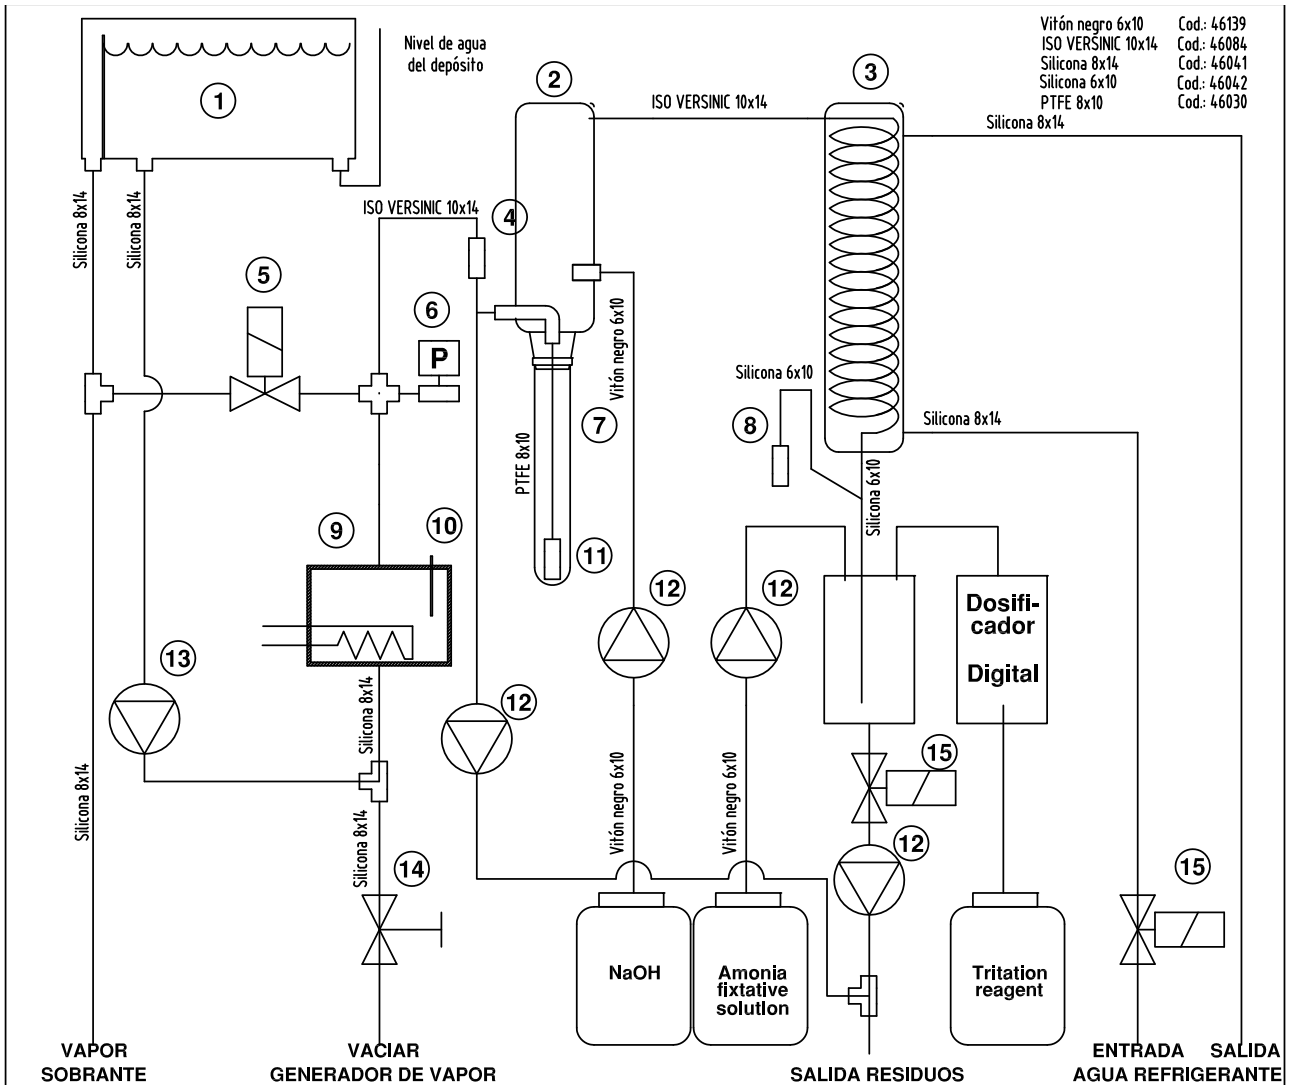 Vitón negro 6x10 Cod.: 46139
ISO VERSINIC 10x14 Cod.: 46084
Silicona 8x14 Cod.: 46041
Silicona 6x10 Cod.: 46042
PTFE 8x10 Cod.: 46030
Nivel de agua
del depósito
1
2
3
ISO VERSINIC 10x14
Silicona 8x14
Silicona 8x14
Silicona 8x14
ISO VERSINIC 10x14
4
5
6
P
Vitón negro 6x10
Silicona 6x10
7
8
Silicona 8x14
PTFE 8x10
Silicona 6x10
9
10
11
12
12
Dosifi-
cador
Digital
13
Silicona 8x14
12
15
Silicona 8x14
Vitón negro 6x10
Vitón negro 6x10
Silicona 8x14
14
12
15
NaOH
Amonia
fixtative
solution
Tritation
reagent
VAPOR
SOBRANTE
VACIAR
GENERADOR DE VAPOR
SALIDA RESIDUOS
ENTRADA SALIDA
AGUA REFRIGERANTE